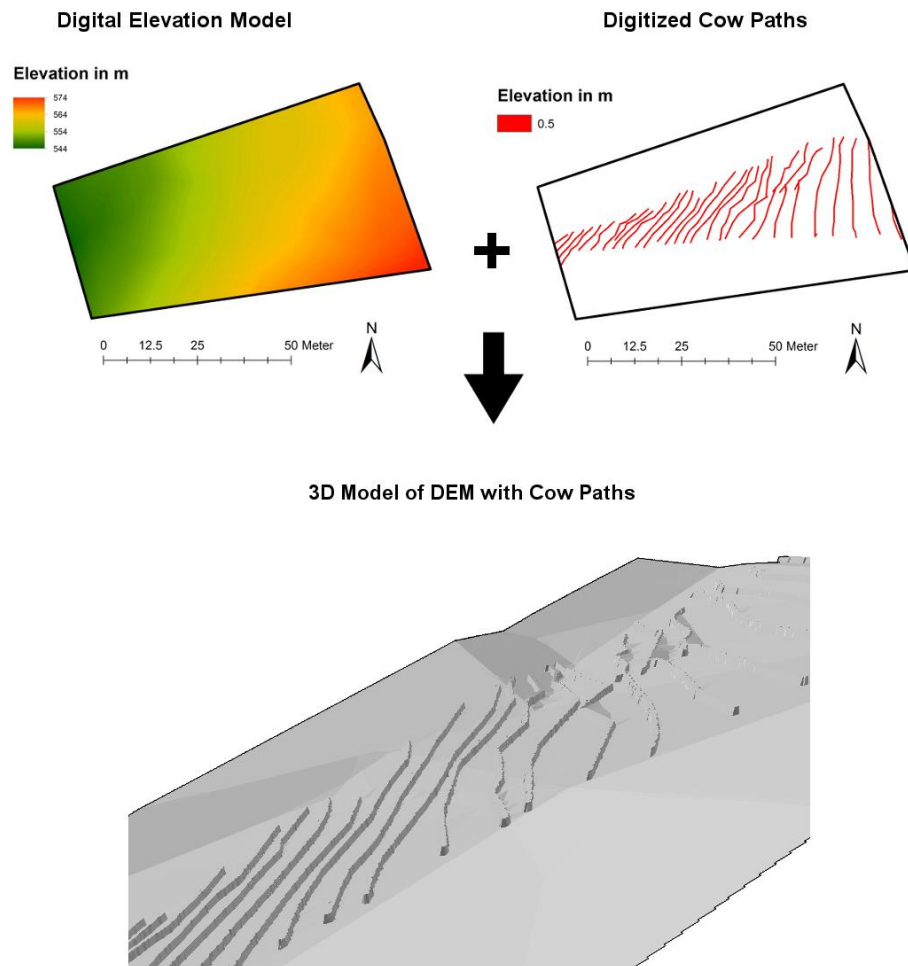 Digital Elevation Model
Elevation in m
574
564
554
544
0 12.5 25 50 Meter
N
Digitized Cow Paths
Elevation in m
0.5
+
0 12.5 25 50 Meter
N
3D Model of DEM with Cow Paths